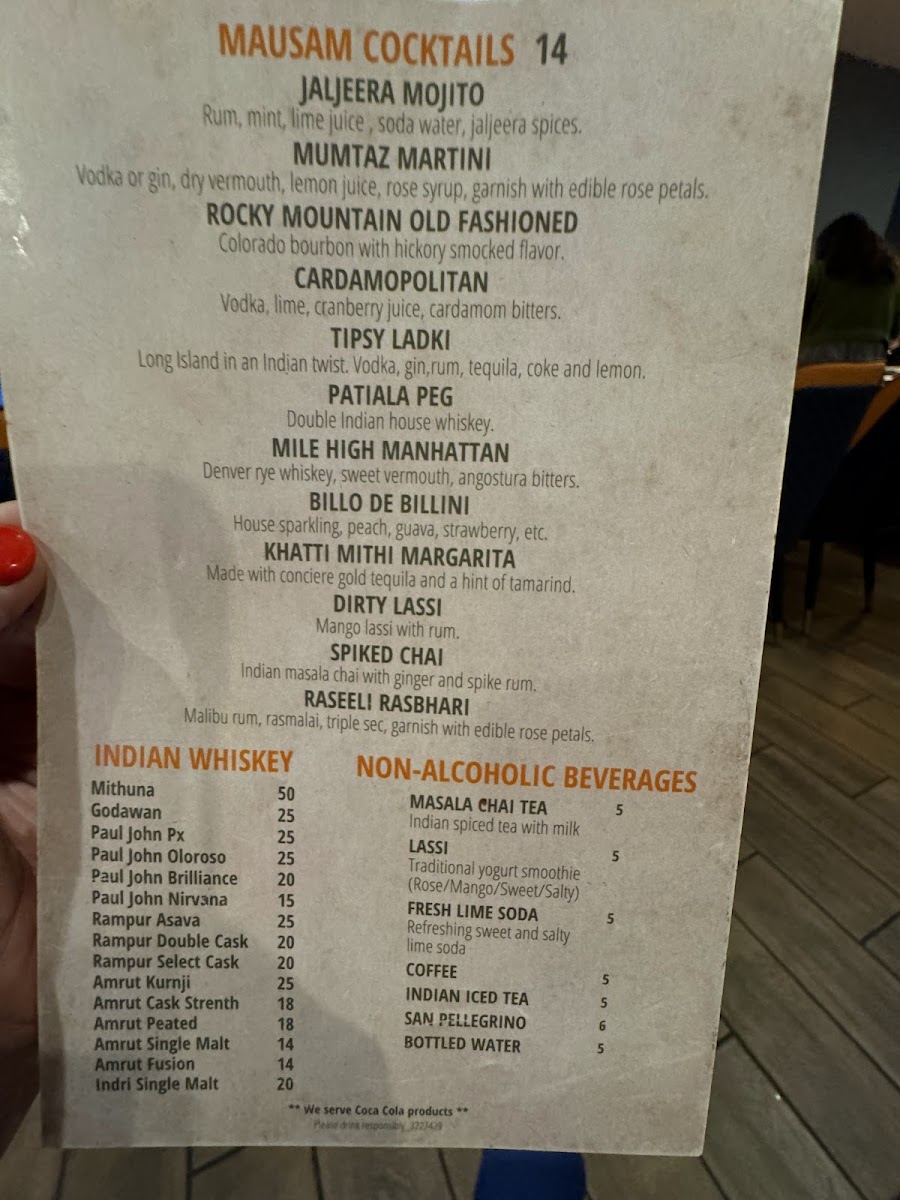 MAUSAM COCKTAILS 14
JALJEERA MOJITO
Rum, mint, lime juice , soda water, jaljeera spices.
MUMTAZ MARTINI
Vodka or gin, dry vermouth, lemon juice, rose syrup, garnish with edible rose petals.
ROCKY MOUNTAIN OLD FASHIONED
Colorado bourbon with hickory smocked flavor.
CARDAMOPOLITAN
Vodka, lime, cranberry juice, cardamom bitters.
TIPSY LADKI
Long Island in an Indian twist. Vodka, gin,rum, tequila, coke and lemon.
PATIALA PEG
Double Indian house whiskey.
MILE HIGH MANHATTAN
Denver rye whiskey, sweet vermouth, angostura bitters.
BILLO DE BILLINI
House sparkling, peach, guava, strawberry, etc.
KHATTI MITHI MARGARITA
Made with conciere gold tequila and a hint of tamarind.
DIRTY LASSI
Mango lassi with rum.
SPIKED CHAI
Indian masala chai with ginger and spike rum.
RASEELI RASBHARI
Malibu rum, rasmalai, triple sec, garnish with edible rose petals.
INDIAN WHISKEY
Mithuna 50
Godawan 25
Paul John Px 25
Paul John Oloroso 25
Paul John Brilliance 20
Paul John Nirvana 15
Rampur Asava 25
Rampur Double Cask 20
Rampur Select Cask 20
Amrut Kurnji 25
Amrut Cask Strenth 18
Amrut Peated 18
Amrut Single Malt 14
Amrut Fusion 14
Indri Single Malt 20
NON-ALCOHOLIC BEVERAGES
MASALA CHAI TEA 5
Indian spiced tea with milk
LASSI 5
Traditional yogurt smoothie
(Rose/Mango/Sweet/Salty)
FRESH LIME SODA 5
Refreshing sweet and salty
lime soda
COFFEE 5
INDIAN ICED TEA 5
SAN PELLEGRINO 6
BOTTLED WATER 5
** We serve Coca Cola products **
Please drink responsibly